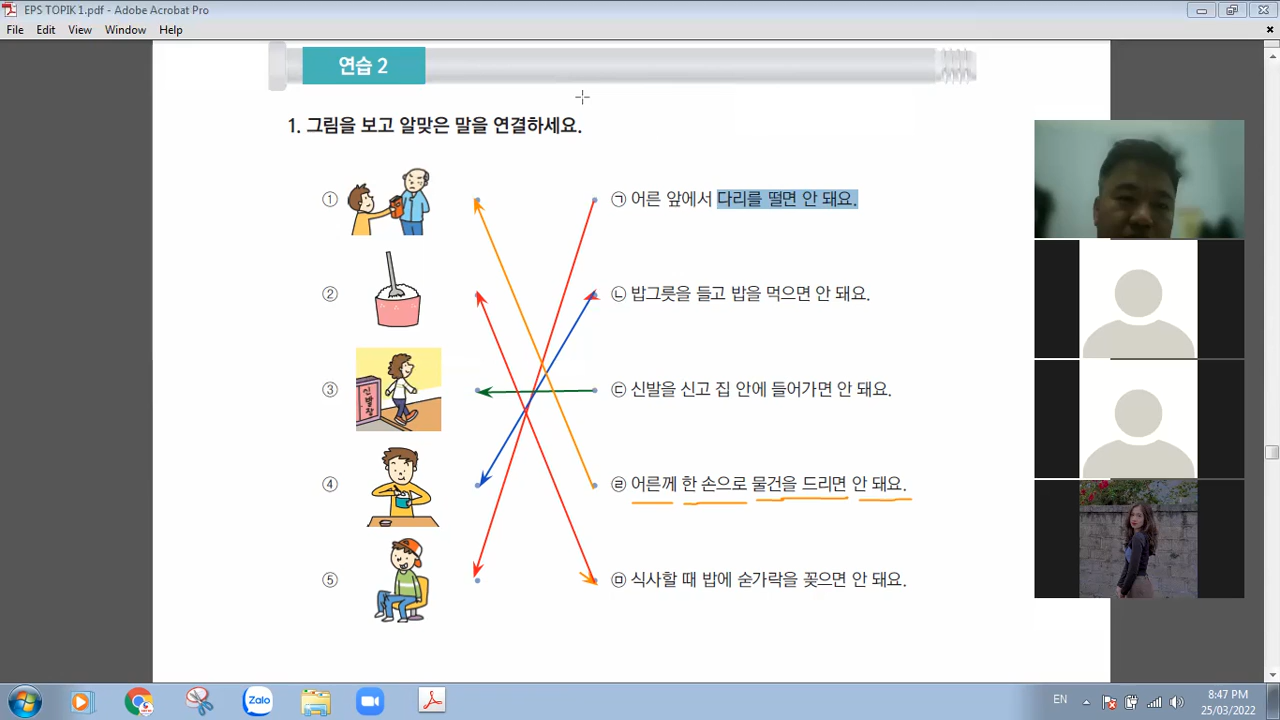 EPS TOPIK 1.pdf - Adobe Acrobat Pro
File Edit View Window Help
연습 2
1. 그림을 보고 알맞은 말을 연결하세요.
① ㉠ 어른 앞에서 다리를 떨면 안 돼요.
② ㉡ 밥그릇을 들고 밥을 먹으면 안 돼요.
신발장
③ ㉢ 신발을 신고 집 안에 들어가면 안 돼요.
④ ㉣ 어른께 한 손으로 물건을 드리면 안 돼요.
⑤ ㉤ 식사할 때 밥에 숟가락을 꽂으면 안 돼요.
Zalo
EN
8:47 PM
25/03/2022